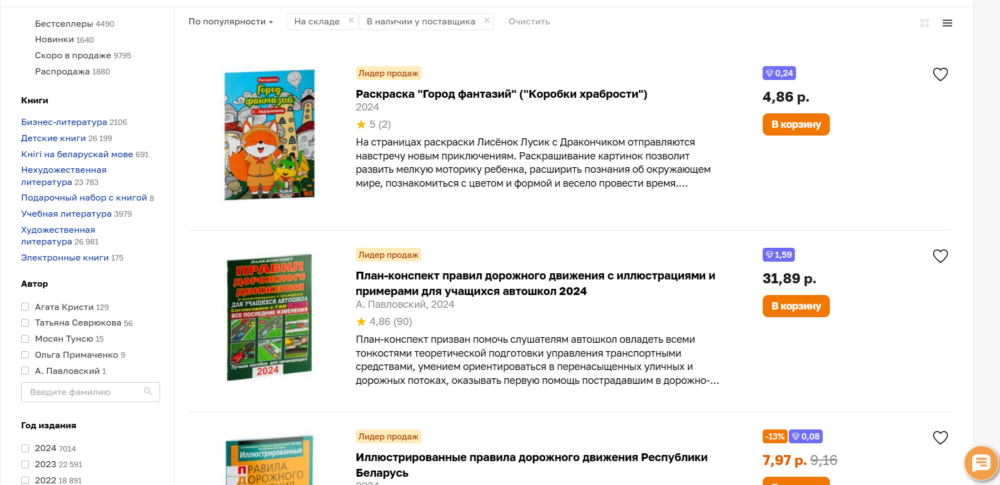 Бестселлеры 4490
Новинки 1640
Скоро в продаже 9795
Распродажа 1880
Книги
Бизнес-литература 2106
Детские книги 26 199
Кнігі на беларускай мове 691
Нехудожественная
литература 23 783
Подарочный набор с книгой 8
Учебная литература 3979
Художественная
литература 26 981
Электронные книги 175
Автор
Агата Кристи 129
Татьяна Севрюкова 56
Мосян Тунсю 15
Ольга Примаченко 9
А. Павловский 1
Введите фамилию
Год издания
2024 7014
2023 22 591
2022 18 891
По популярности
На складе
В наличии у поставщика
Очистить
Раскраска
Город
фантазий
с заданиями
Лидер продаж
Раскраска "Город фантазий" ("Коробки храбрости")
2024
5 (2)
На страницах раскраски Лисёнок Лусик с Дракончиком отправляются
навстречу новым приключениям. Раскрашивание картинок позволит
развить мелкую моторику ребенка, расширить познания об окружающем
мире, познакомиться с цветом и формой и весело провести время....
0,24
4,86 р.
В корзину
ПЛАН-КОНСПЕКТ
ПРАВИЛ
ДОРОЖНОГО
ДВИЖЕНИЯ
(с иллюстрациями и примерами)
ДЛЯ УЧАЩИХСЯ АВТОШКОЛ
Согласовано с ГАИ
ВСЕ ПОСЛЕДНИЕ ИЗМЕНЕНИЯ
Лучшее пособие для начинающих!
2024
Лидер продаж
План-конспект правил дорожного движения с иллюстрациями и
примерами для учащихся автошкол 2024
А. Павловский, 2024
4,86 (90)
План-конспект призван помочь слушателям автошкол овладеть всеми
тонкостями теоретической подготовки управления транспортными
средствами, умением ориентироваться в перенасыщенных уличных и
дорожных потоках, оказывать первую помощь пострадавшим в дорожно-...
1,59
31,89 р.
В корзину
Иллюстрированные
ПРАВИЛА
ДОРОЖНОГО
Лидер продаж
Иллюстрированные правила дорожного движения Республики
Беларусь
2024
-13%
0,08
7,97 р. 9,16